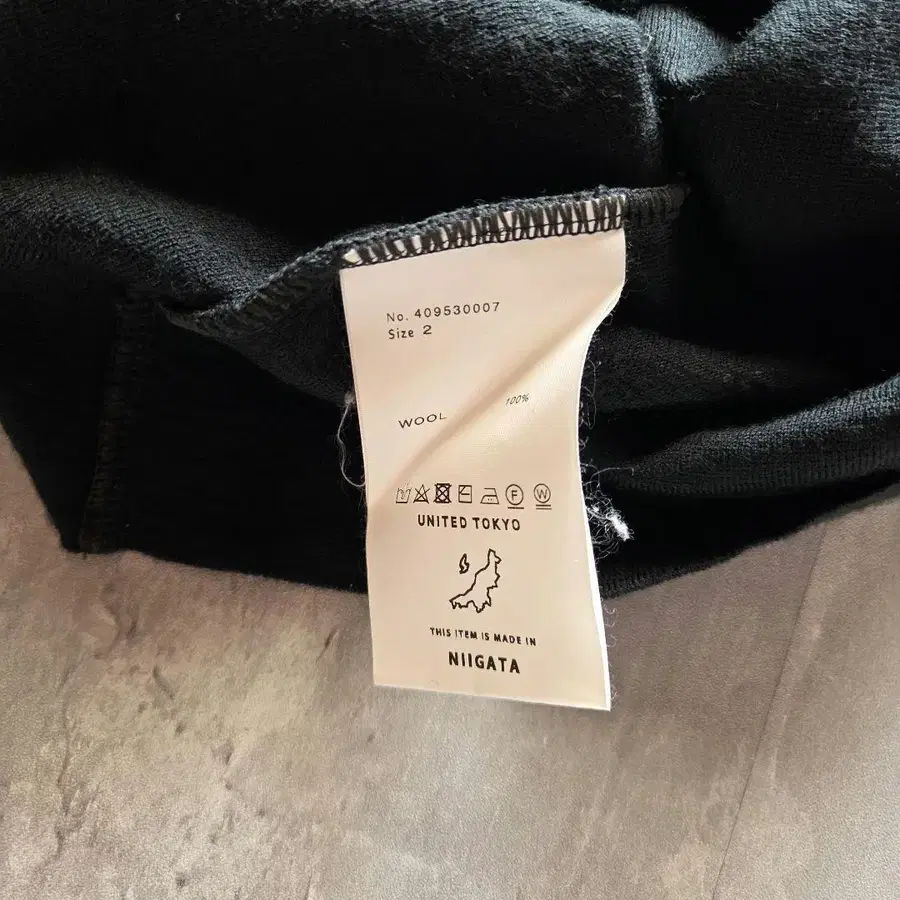 No. 409530007
Size 2
WOOL 100%
F W
UNITED TOKYO
THIS ITEM IS MADE IN
NIIGATA